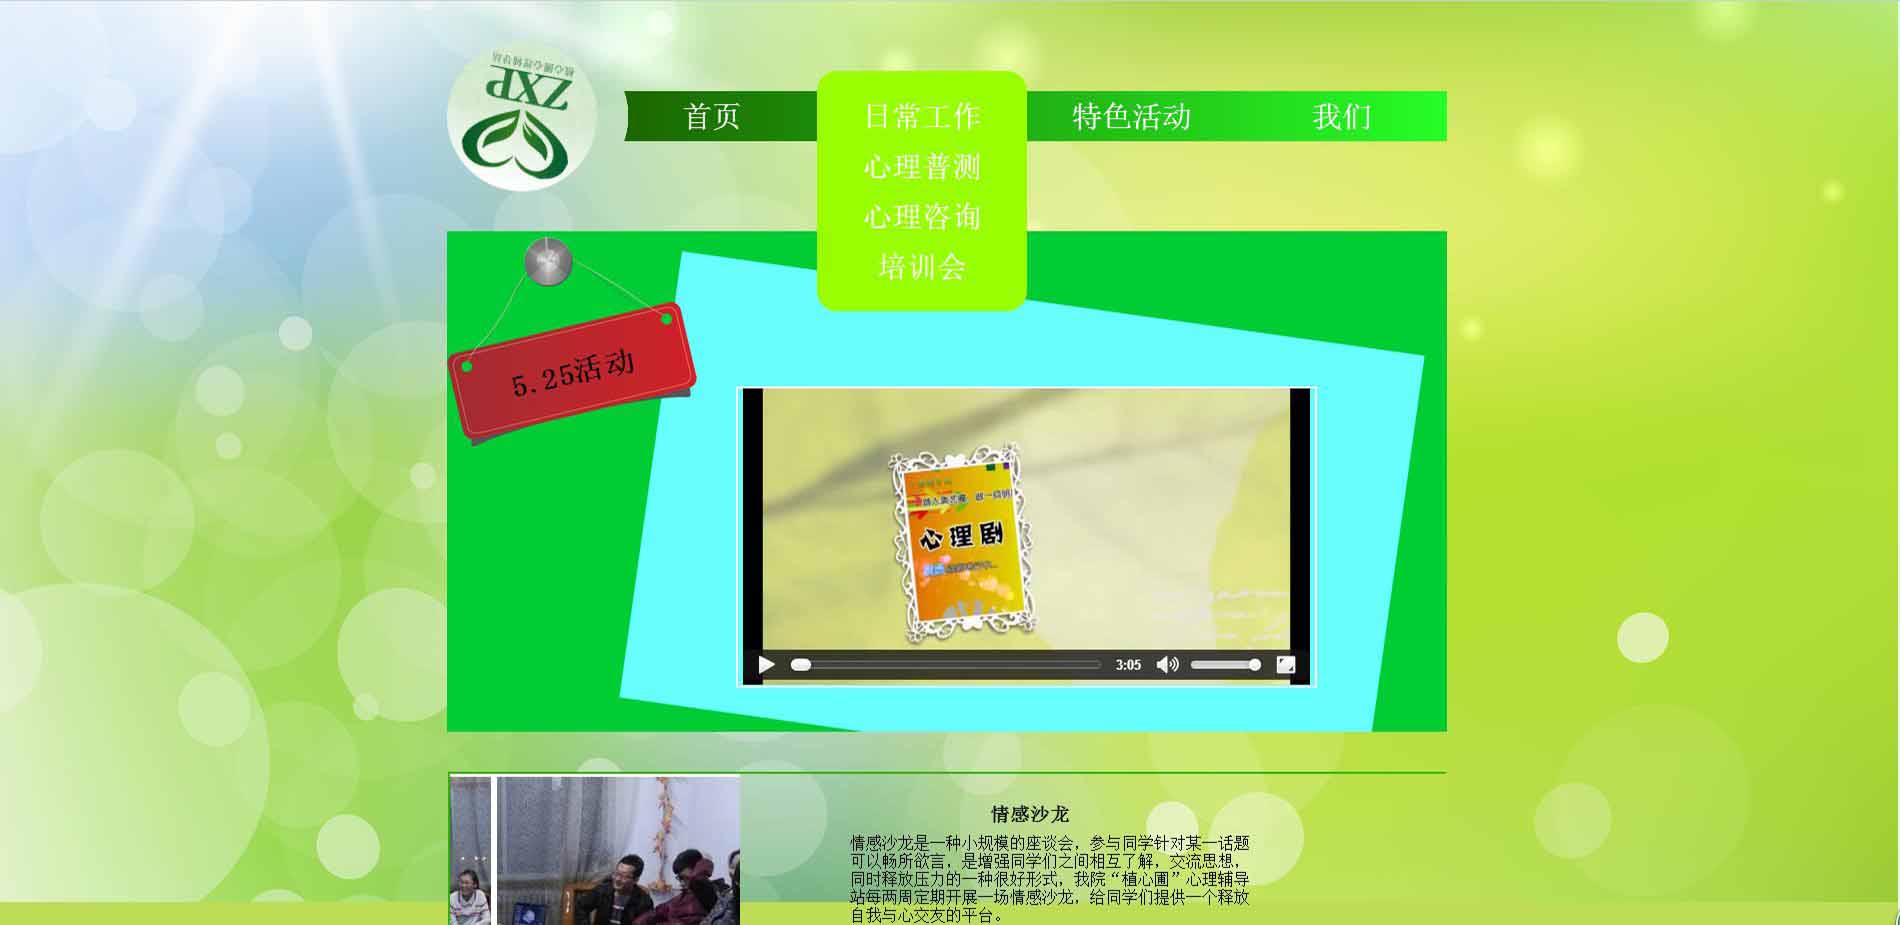 植心圃心理辅导站
ZXP
首页
日常工作
特色活动
我们
心理普测
心理咨询
培训会
5.25活动
心理剧
3:05
情感沙龙
情感沙龙是一种小规模的座谈会，参与同学针对某一话题
可以畅所欲言，是增强同学们之间相互了解，交流思想，
同时释放压力的一种很好形式，我院“植心圃”心理辅导
站每两周定期开展一场情感沙龙，给同学们提供一个释放
自我与心交友的平台。